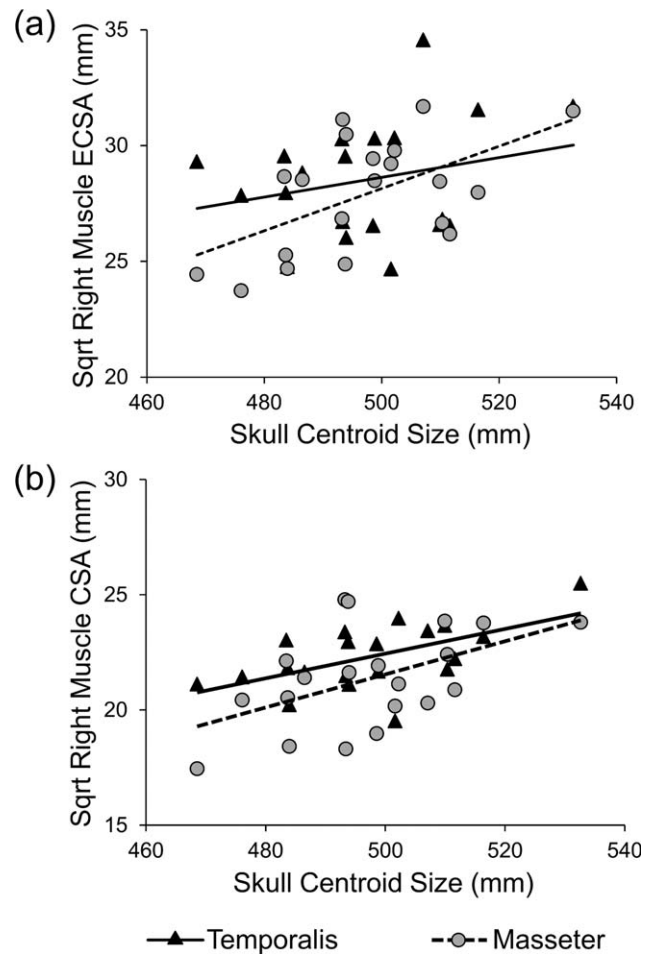 (a)
Sqrt Right Muscle ECSA (mm)
35
30
25
20
460 480 500 520 540
Skull Centroid Size (mm)
(b)
Sqrt Right Muscle CSA (mm)
30
25
20
15
460 480 500 520 540
Skull Centroid Size (mm)
Temporalis Masseter